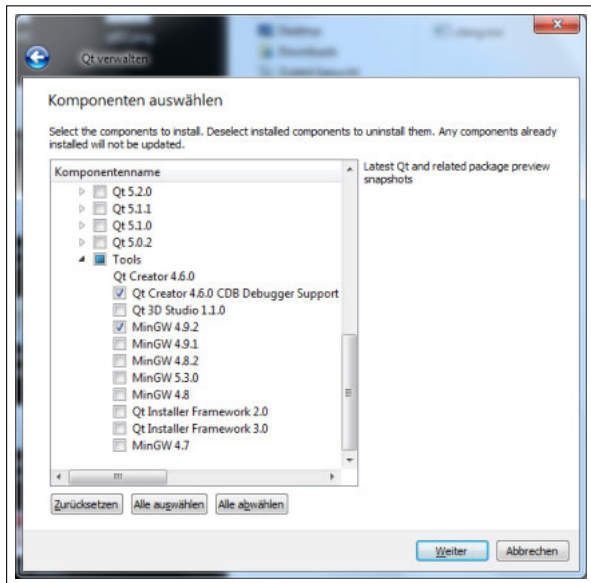 Qt verwalten
Komponenten auswählen
Select the components to install. Deselect installed components to uninstall them. Any components already
installed will not be updated.
Komponentenname
Latest Qt and related package preview
snapshots
Qt 5.2.0
Qt 5.1.1
Qt 5.1.0
Qt 5.0.2
Tools
Qt Creator 4.6.0
Qt Creator 4.6.0 CDB Debugger Support
Qt 3D Studio 1.1.0
MinGW 4.9.2
MinGW 4.9.1
MinGW 4.8.2
MinGW 5.3.0
MinGW 4.8
Qt Installer Framework 2.0
Qt Installer Framework 3.0
MinGW 4.7
Zurücksetzen Alle auswählen Alle abwählen
Weiter Abbrechen